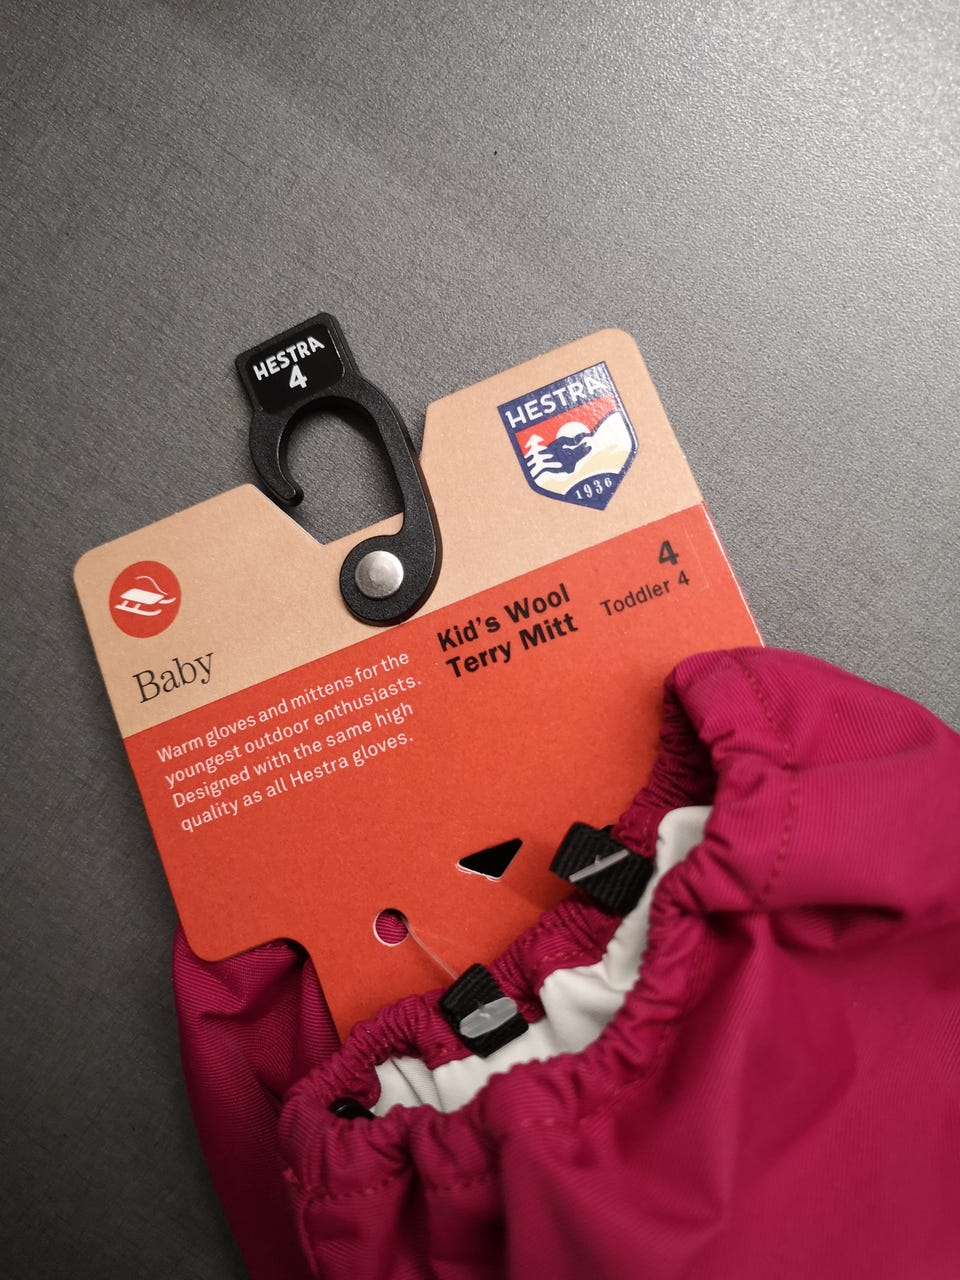 HESTRA
4
HESTRA
1936
Baby
4
Toddler 4
Kid's Wool
Terry Mitt
Warm gloves and mittens for the
youngest outdoor enthusiasts.
Designed with the same high
quality as all Hestra gloves.